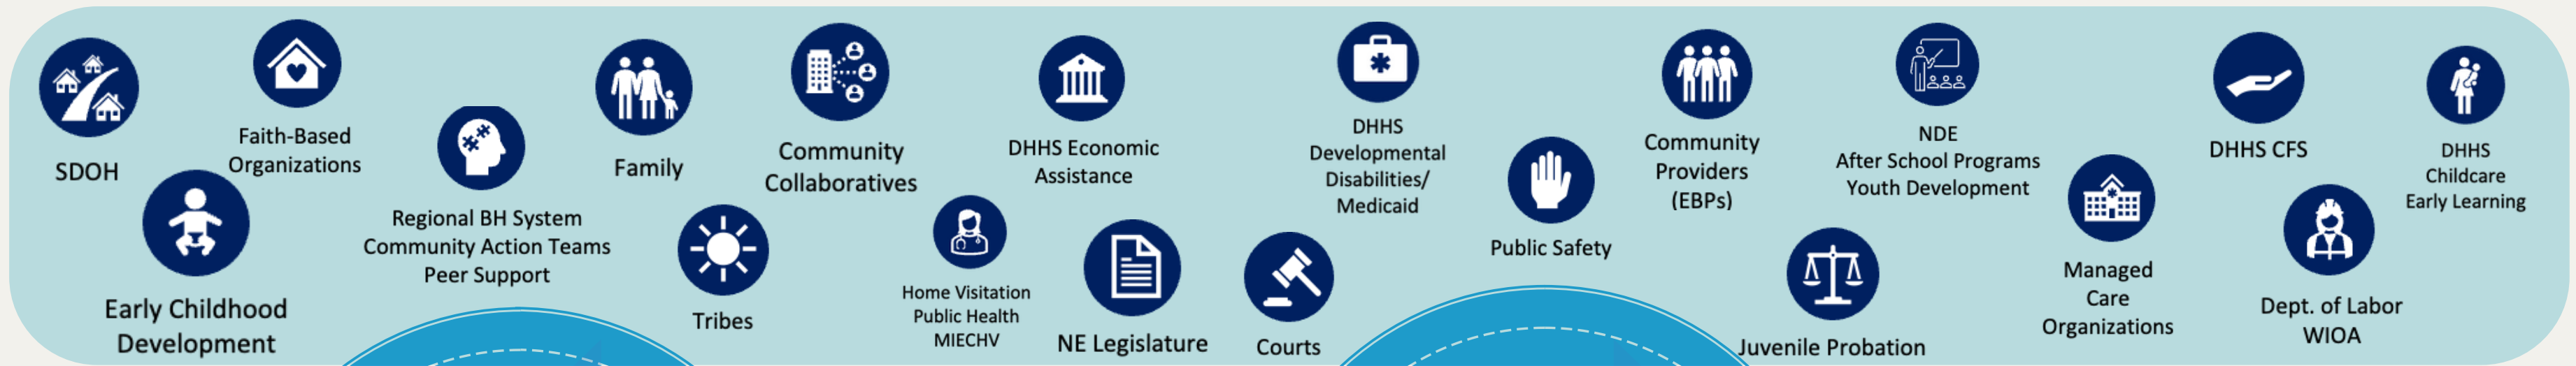 SDOH
Early Childhood
Development
Faith-Based
Organizations
Regional BH System
Community Action Teams
Peer Support
Family
Tribes
Community
Collaboratives
Home Visitation
Public Health
MIECHV
DHHS Economic
Assistance
NE Legislature
Courts
DHHS
Developmental
Disabilities/
Medicaid
Public Safety
Community
Providers
(EBPs)
Juvenile Probation
NDE
After School Programs
Youth Development
Managed
Care
Organizations
DHHS CFS
Dept. of Labor
WIOA
DHHS
Childcare
Early Learning